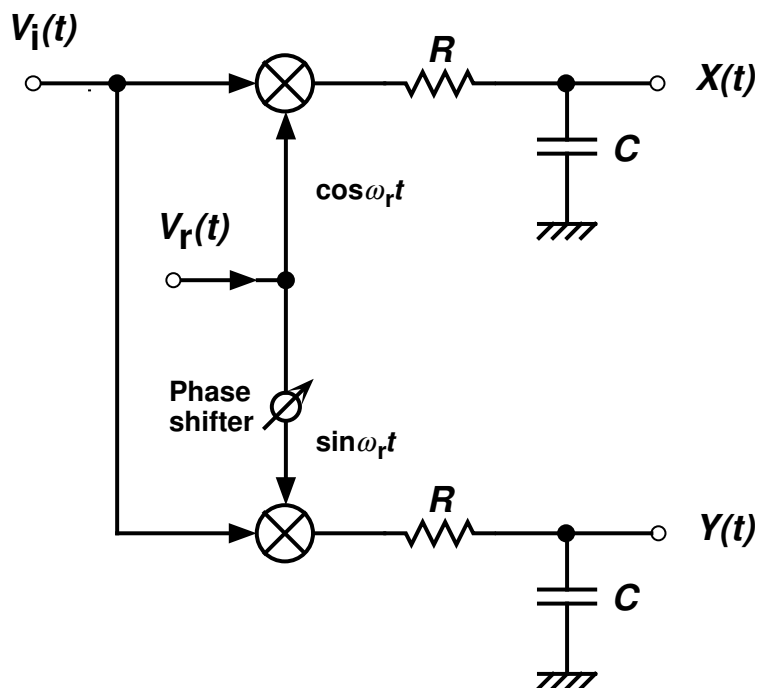 Vi(t)
R
X(t)
C
cosωrt
Vr(t)
Phase
shifter
sinωrt
R
Y(t)
C